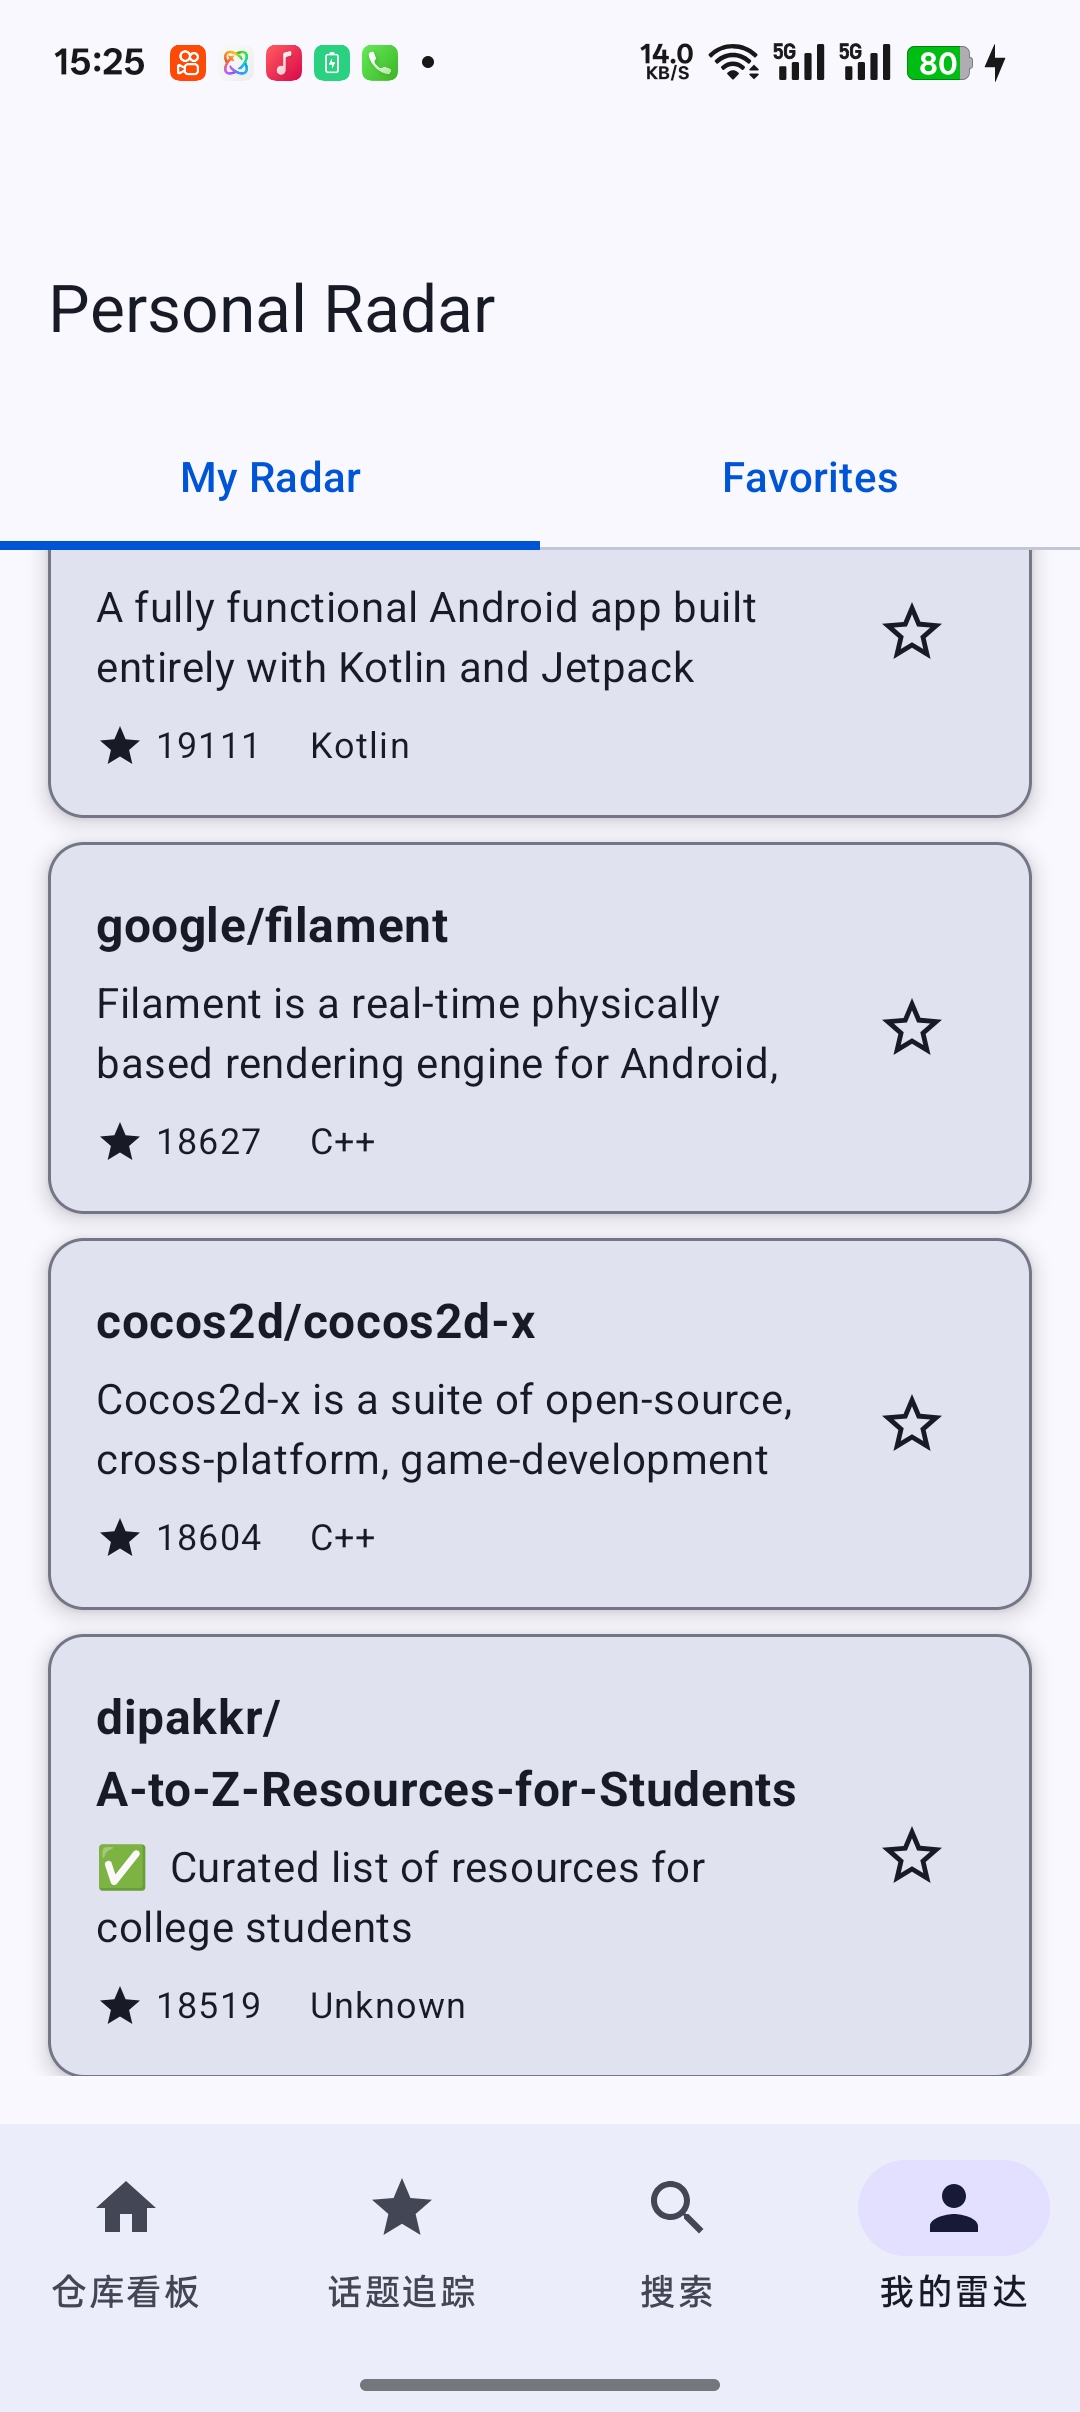 15:25
14.0
KB/S
5G
5G
80
Personal Radar
My Radar
Favorites
A fully functional Android app built
entirely with Kotlin and Jetpack
19111 Kotlin
google/filament
Filament is a real-time physically
based rendering engine for Android,
18627 C++
cocos2d/cocos2d-x
Cocos2d-x is a suite of open-source,
cross-platform, game-development
18604 C++
dipakkr/
A-to-Z-Resources-for-Students
✅ Curated list of resources for
college students
18519 Unknown
仓库看板
话题追踪
搜索
我的雷达